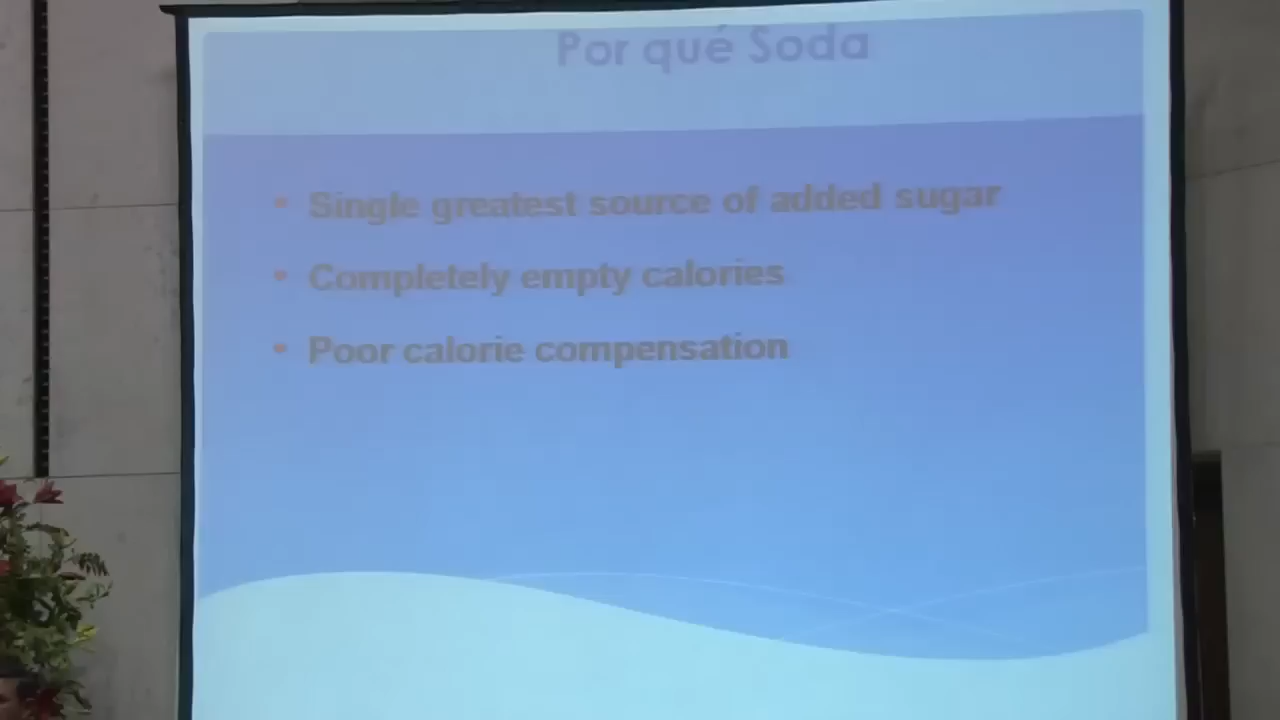 Por qué Soda
• Single greatest source of added sugar
• Completely empty calories
• Poor calorie compensation